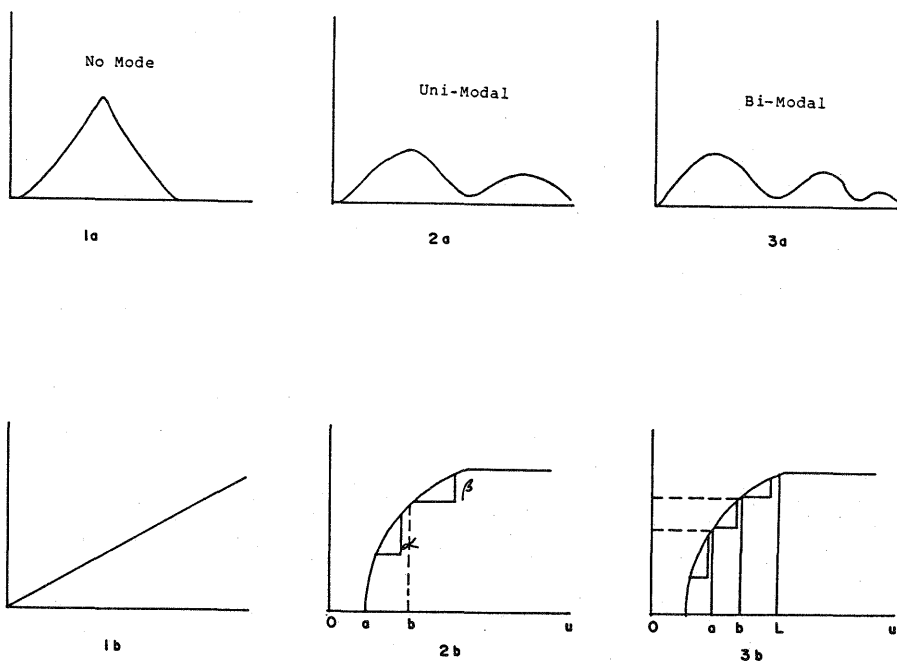 No Mode
Uni-Modal
Bi-Modal
1a
2a
3a
β
α
O a b u
O a b L u
1b
2b
3b